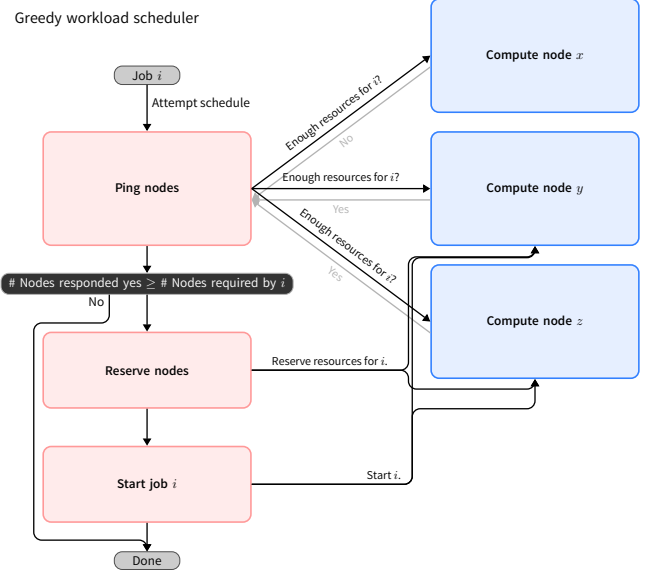 Greedy workload scheduler
Compute node x
Job i
Attempt schedule
Enough resources for i?
No
Ping nodes
Enough resources for i?
Compute node y
Yes
Enough resources for i?
Yes
# Nodes responded yes ≥ # Nodes required by i
No
Compute node z
Reserve nodes
Reserve resources for i.
Start job i
Start i.
Done